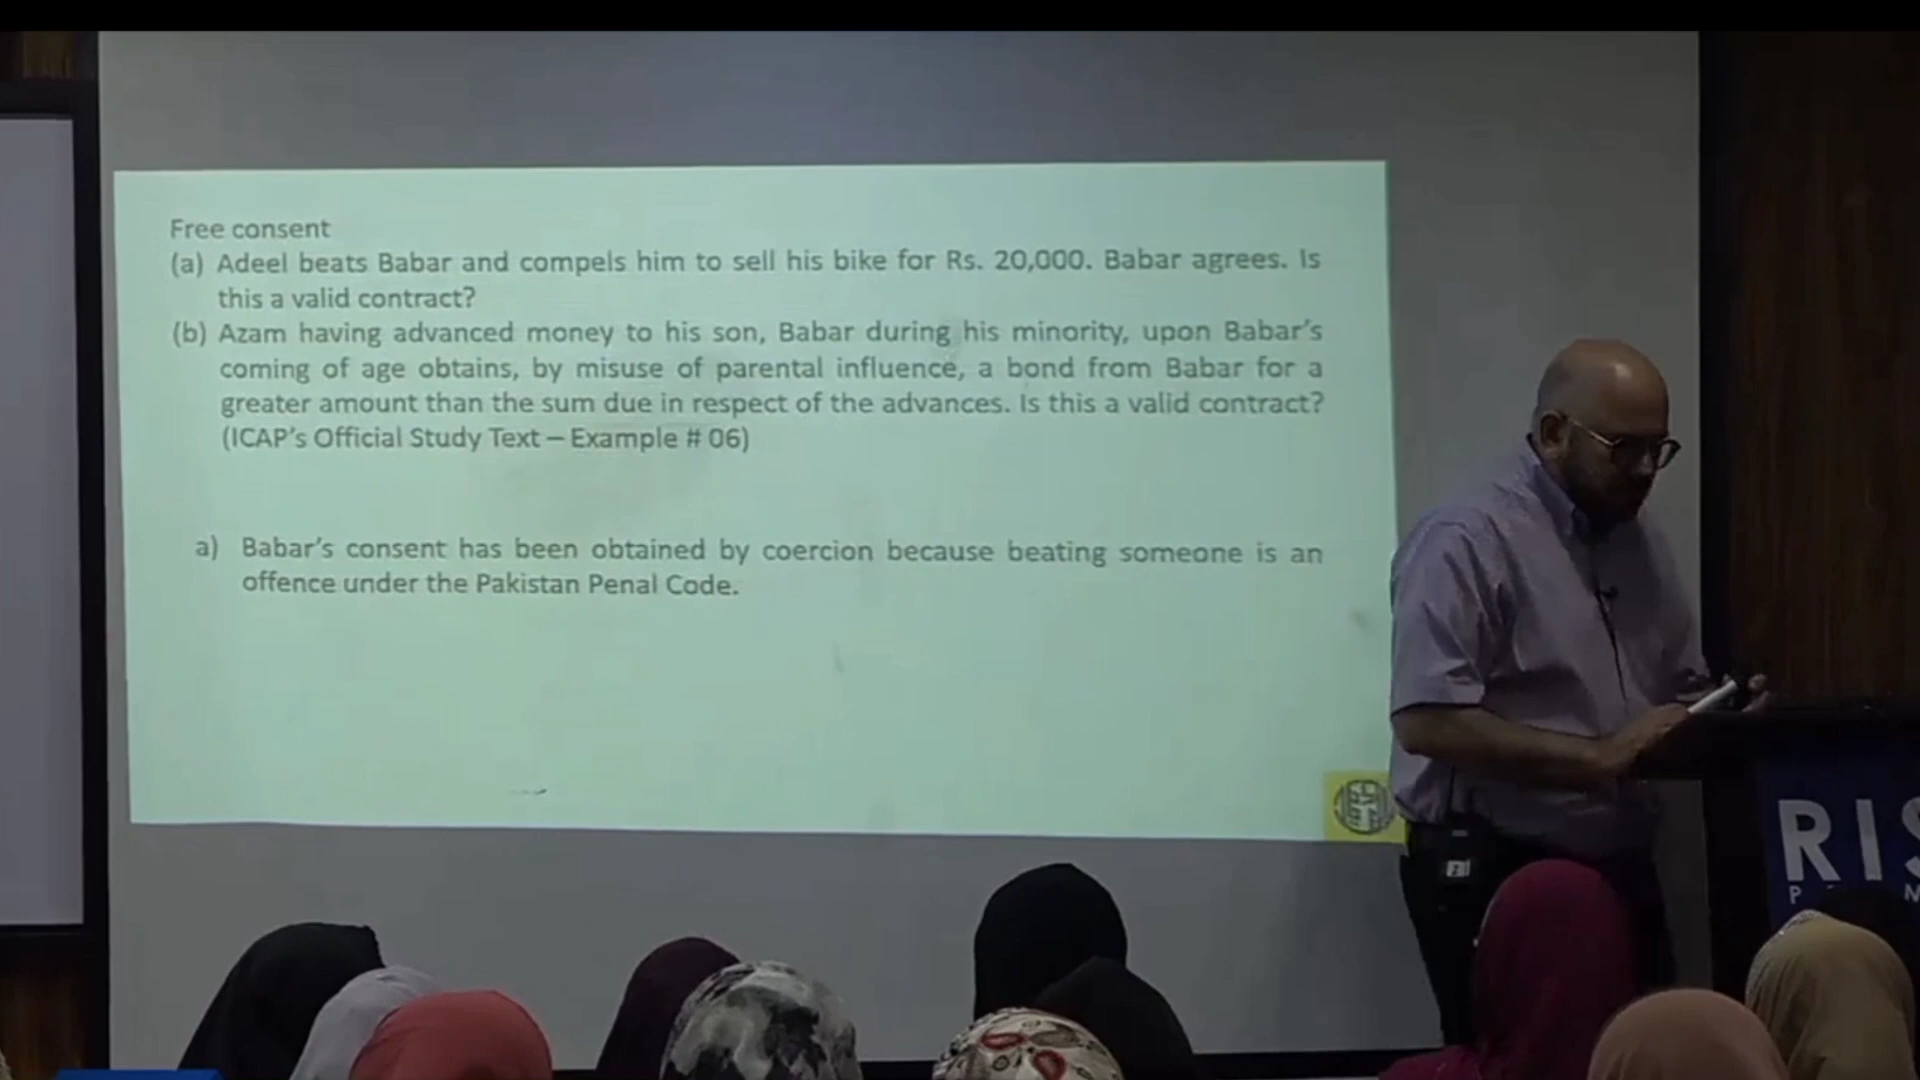 Free consent
(a) Adeel beats Babar and compels him to sell his bike for Rs. 20,000. Babar agrees. Is
this a valid contract?
(b) Azam having advanced money to his son, Babar during his minority, upon Babar's
coming of age obtains, by misuse of parental influence, a bond from Babar for a
greater amount than the sum due in respect of the advances. Is this a valid contract?
(ICAP's Official Study Text – Example # 06)
a) Babar's consent has been obtained by coercion because beating someone is an
offence under the Pakistan Penal Code.
RIS